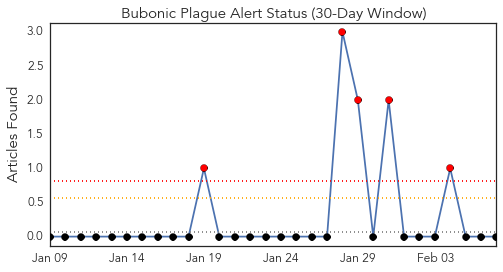 Bubonic Plague Alert Status (30-Day Window)
Articles Found
3.0
2.5
2.0
1.5
1.0
0.5
0.0
Jan 09 Jan 14 Jan 19 Jan 24 Jan 29 Feb 03